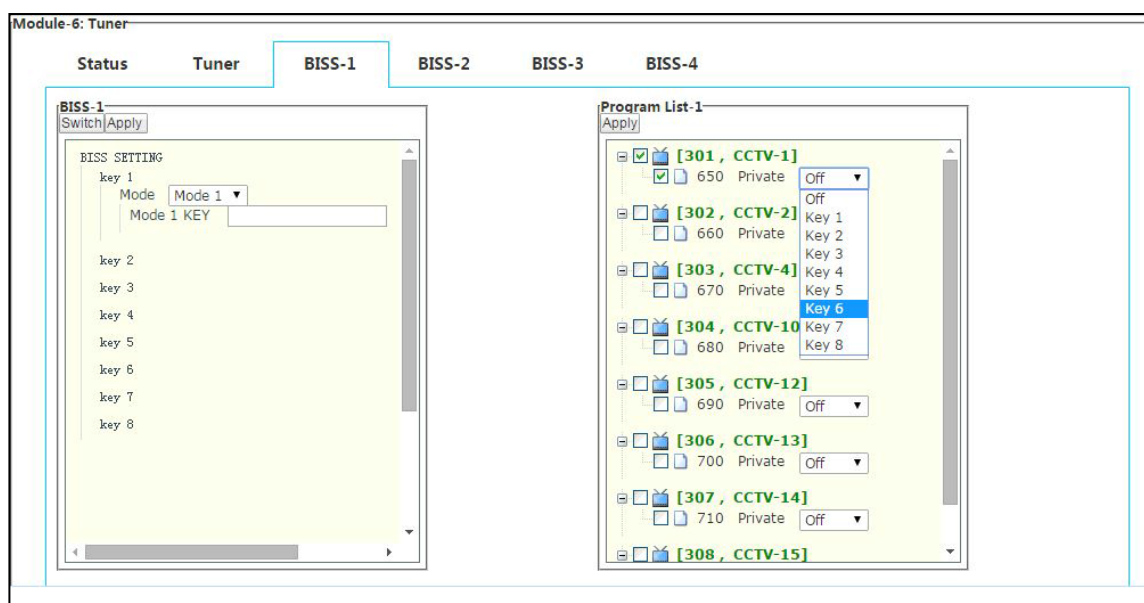 Module-6: Tuner
Status Tuner BISS-1 BISS-2 BISS-3 BISS-4
BISS-1
Switch Apply
BISS SETTING
key 1
Mode Mode 1
Mode 1 KEY
key 2
key 3
key 4
key 5
key 6
key 7
key 8
Program List-1
Apply
[301 , CCTV-1]
650 Private Off
Off
Key 1
Key 2
Key 3
Key 4
Key 5
Key 6
Key 7
Key 8
[302 , CCTV-2]
660 Private
[303 , CCTV-4]
670 Private
[304 , CCTV-10
680 Private
[305 , CCTV-12]
690 Private Off
[306 , CCTV-13]
700 Private Off
[307 , CCTV-14]
710 Private Off
[308 , CCTV-15]